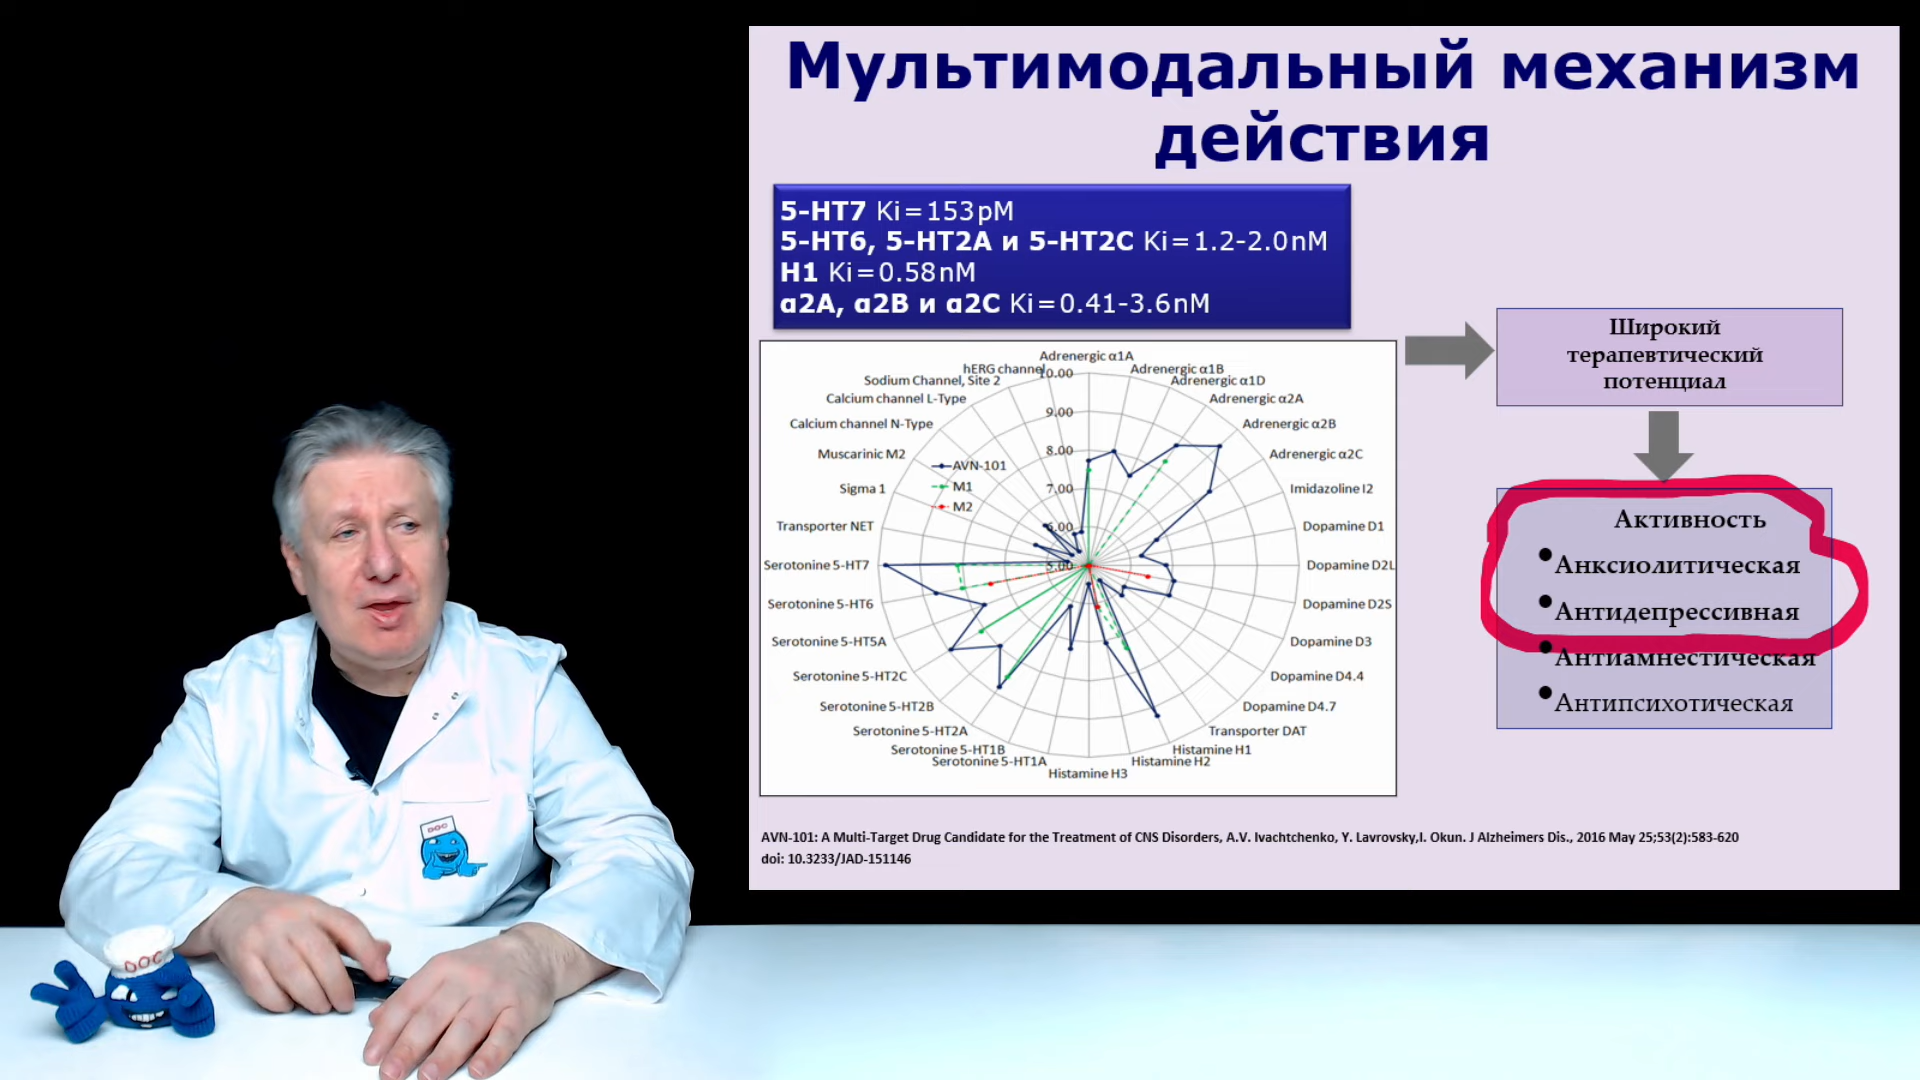 Мультимодальный механизм
действия
5-HT7 Ki=153pM
5-HT6, 5-HT2A и 5-HT2C Ki=1.2-2.0nM
H1 Ki=0.58nM
α2A, α2B и α2C Ki=0.41-3.6nM
Широкий
терапевтический
потенциал
Adrenergic α1A
Adrenergic α1B
Adrenergic α1D
Adrenergic α2A
Adrenergic α2B
Adrenergic α2C
Imidazoline I2
Dopamine D1
Dopamine D2L
Dopamine D2S
Dopamine D3
Dopamine D4.4
Dopamine D4.7
Transporter DAT
Histamine H1
Histamine H2
Histamine H3
Serotonine 5-HT1A
Serotonine 5-HT1B
Serotonine 5-HT2A
Serotonine 5-HT2B
Serotonine 5-HT2C
Serotonine 5-HT5A
Serotonine 5-HT6
Serotonine 5-HT7
Transporter NET
Sigma 1
Muscarinic M2
Calcium channel N-Type
Calcium channel L-Type
Sodium Channel, Site 2
hERG channel
10.00
9.00
8.00
7.00
6.00
5.00
AVN-101
M1
M2
Активность
•Анксиолитическая
•Антидепрессивная
•Антиамнестическая
•Антипсихотическая
AVN-101: A Multi-Target Drug Candidate for the Treatment of CNS Disorders, A.V. Ivachtchenko, Y. Lavrovsky,I. Okun. J Alzheimers Dis., 2016 May 25;53(2):583-620
doi: 10.3233/JAD-151146
DOC
DOC